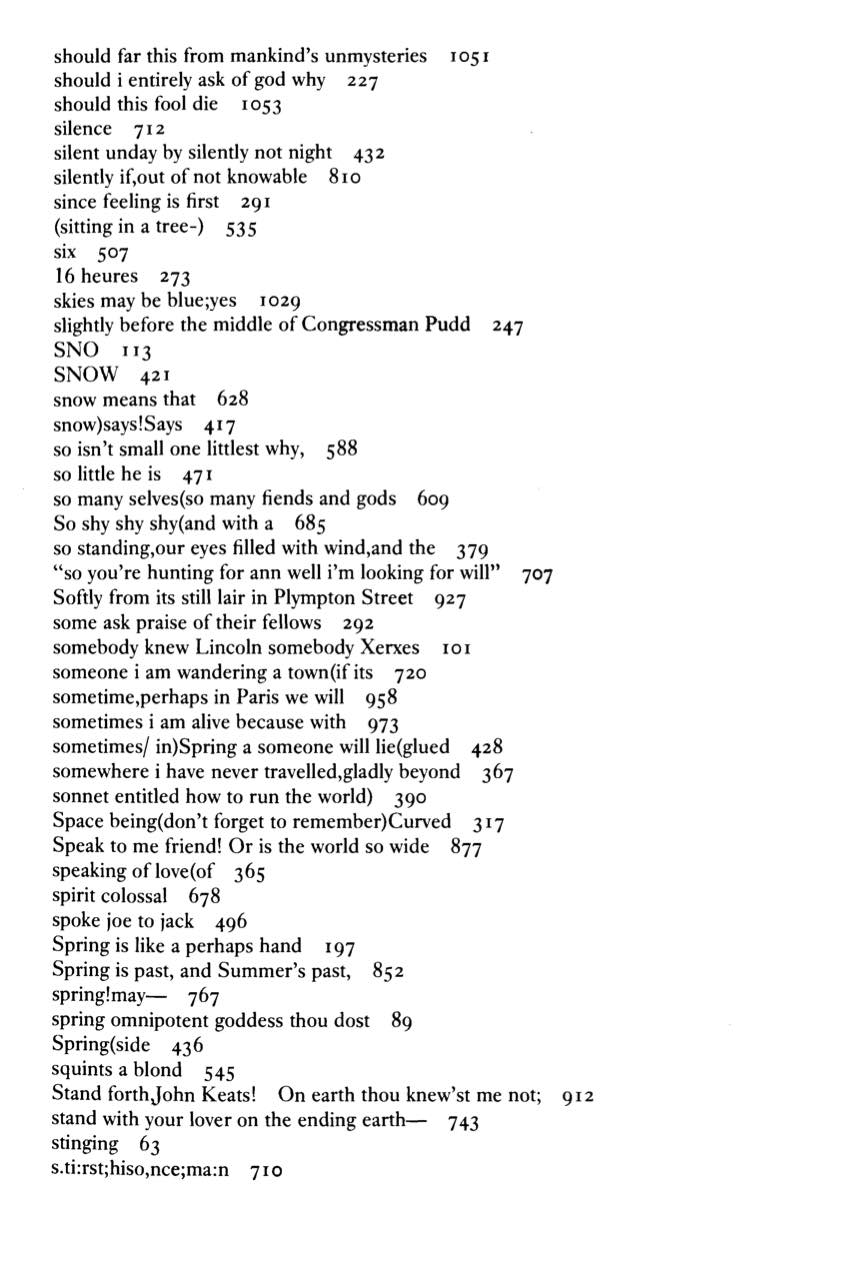 should far this from mankind's unmysteries 1051
should i entirely ask of god why 227
should this fool die 1053
silence 712
silent unday by silently not night 432
silently if,out of not knowable 810
since feeling is first 291
(sitting in a tree-) 535
six 507
16 heures 273
skies may be blue;yes 1029
slightly before the middle of Congressman Pudd 247
SNO 113
SNOW 421
snow means that 628
snow)says!Says 417
so isn't small one littlest why, 588
so little he is 471
so many selves(so many fiends and gods 609
So shy shy shy(and with a 685
so standing,our eyes filled with wind,and the 379
“so you're hunting for ann well i'm looking for will” 707
Softly from its still lair in Plympton Street 927
some ask praise of their fellows 292
somebody knew Lincoln somebody Xerxes 101
someone i am wandering a town(if its 720
sometime,perhaps in Paris we will 958
sometimes i am alive because with 973
sometimes/ in)Spring a someone will lie(glued 428
somewhere i have never travelled,gladly beyond 367
sonnet entitled how to run the world) 390
Space being(don't forget to remember)Curved 317
Speak to me friend! Or is the world so wide 877
speaking of love(of 365
spirit colossal 678
spoke joe to jack 496
Spring is like a perhaps hand 197
Spring is past, and Summer's past, 852
spring!may— 767
spring omnipotent goddess thou dost 89
Spring(side 436
squints a blond 545
Stand forth,John Keats! On earth thou knew'st me not; 912
stand with your lover on the ending earth— 743
stinging 63
s.ti:rst;hiso,nce;ma:n 710